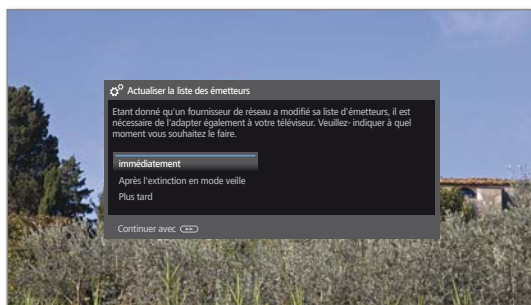 Actualiser la liste des émetteurs
Etant donné qu'un fournisseur de réseau a modifié sa liste d'émetteurs, il est
nécessaire de l'adapter également à votre téléviseur. Veuillez- indiquer à quel
moment vous souhaitez le faire.
immédiatement
Après l'extinction en mode veille
Plus tard
Continuer avec